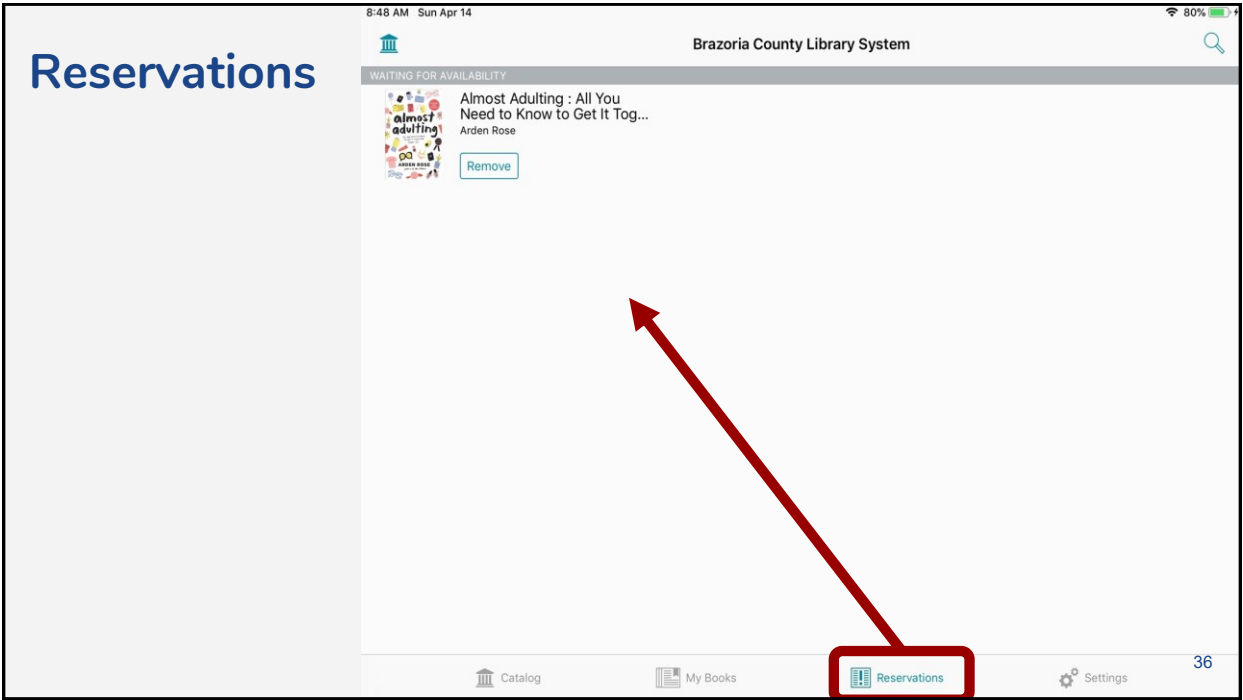 Reservations
8:48 AM Sun Apr 14
80%
Brazoria County Library System
WAITING FOR AVAILABILITY
almost
adulting
ARDEN ROSE
Almost Adulting : All You
Need to Know to Get It Tog...
Arden Rose
Remove
Catalog
My Books
Reservations
Settings
36